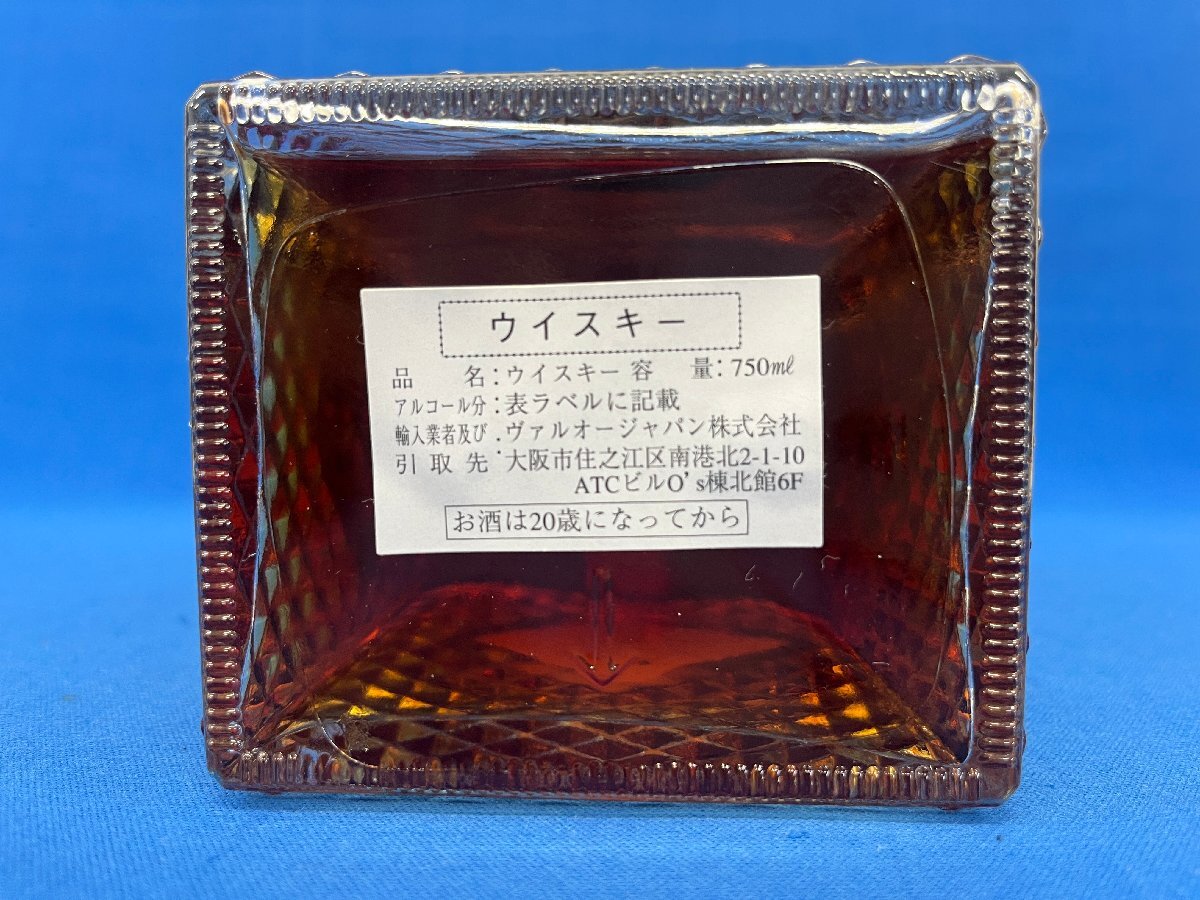 ウイスキー
品 名：ウイスキー 容 量：750㎖
アルコール分：表ラベルに記載
輸入業者及び ヴァルオージャパン株式会社
引取先：大阪市住之江区南港北2-1-10
ATCビルO's棟北館6F
お酒は20歳になってから